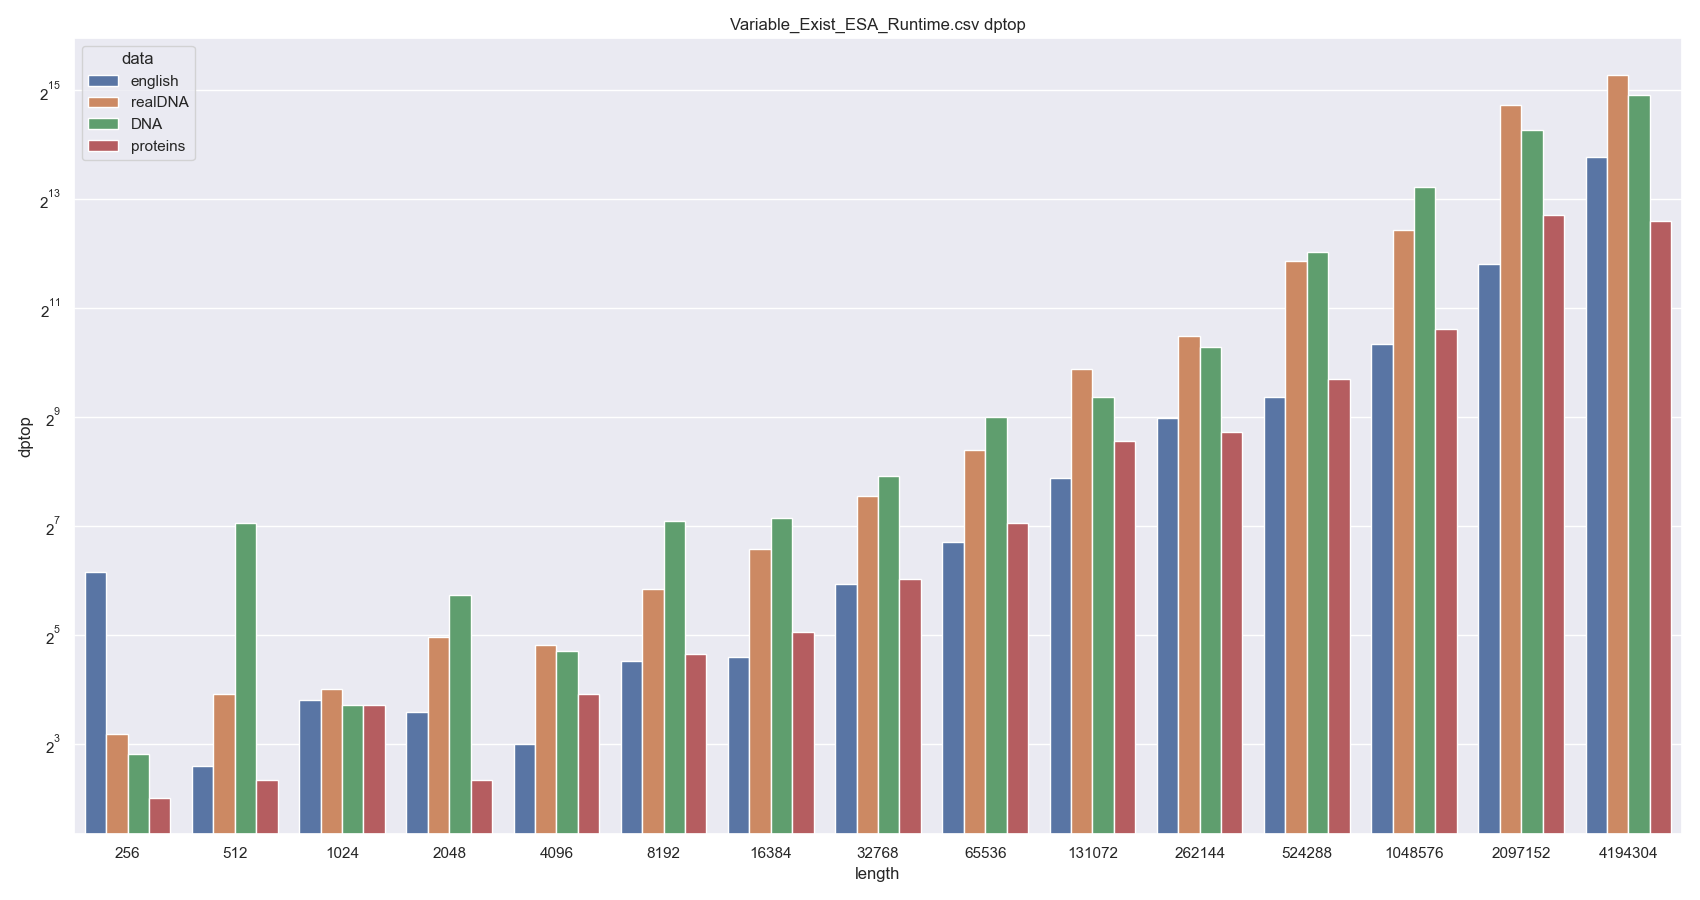 Variable_Exist_ESA_Runtime.csv dptop
data
english
realDNA
DNA
proteins
2^15
2^13
2^11
2^9
2^7
2^5
2^3
dptop
256 512 1024 2048 4096 8192 16384 32768 65536 131072 262144 524288 1048576 2097152 4194304
length